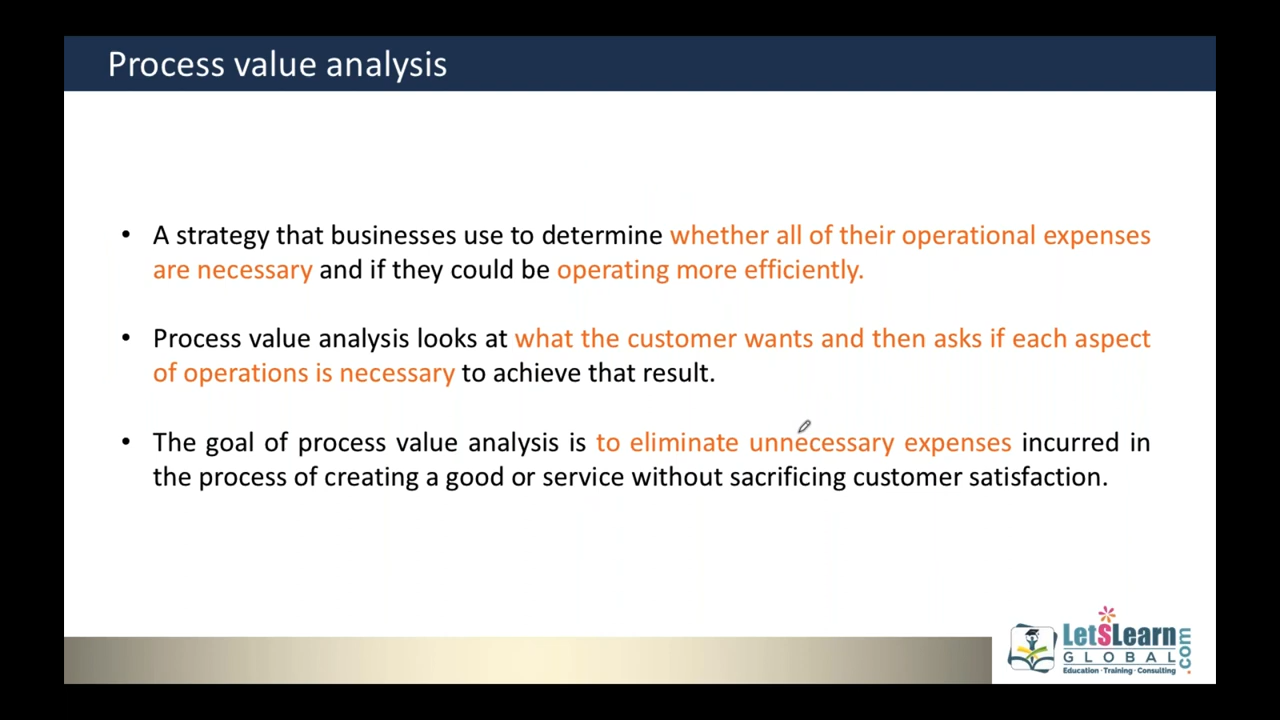 Process value analysis
• A strategy that businesses use to determine whether all of their operational expenses
are necessary and if they could be operating more efficiently.
• Process value analysis looks at what the customer wants and then asks if each aspect
of operations is necessary to achieve that result.
• The goal of process value analysis is to eliminate unnecessary expenses incurred in
the process of creating a good or service without sacrificing customer satisfaction.
LetSLearn
GLOBAL
.com
Education · Training · Consulting